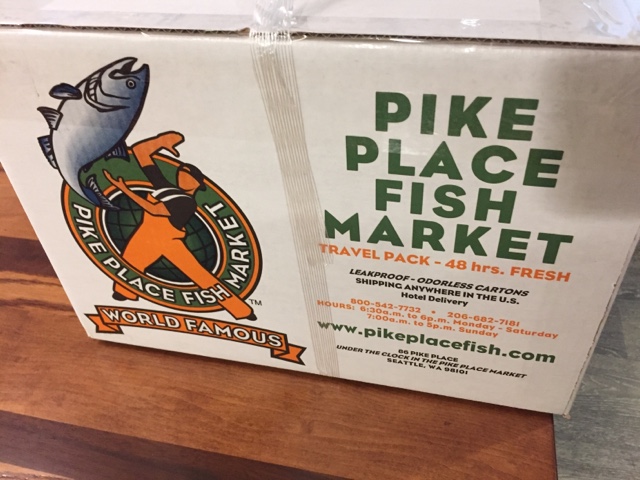 PIKE PLACE FISH MARKET
TM
WORLD FAMOUS
PIKE
PLACE
FISH
MARKET
TRAVEL PACK - 48 hrs. FRESH
LEAKPROOF - ODORLESS CARTONS
SHIPPING ANYWHERE IN THE U.S.
Hotel Delivery
800-542-7732 • 206-682-7181
HOURS: 6:30a.m. to 6p.m. Monday - Saturday
7:00a.m. to 5p.m. Sunday
www.pikeplacefish.com
86 PIKE PLACE
UNDER THE CLOCK IN THE PIKE PLACE MARKET
SEATTLE, WA 98101